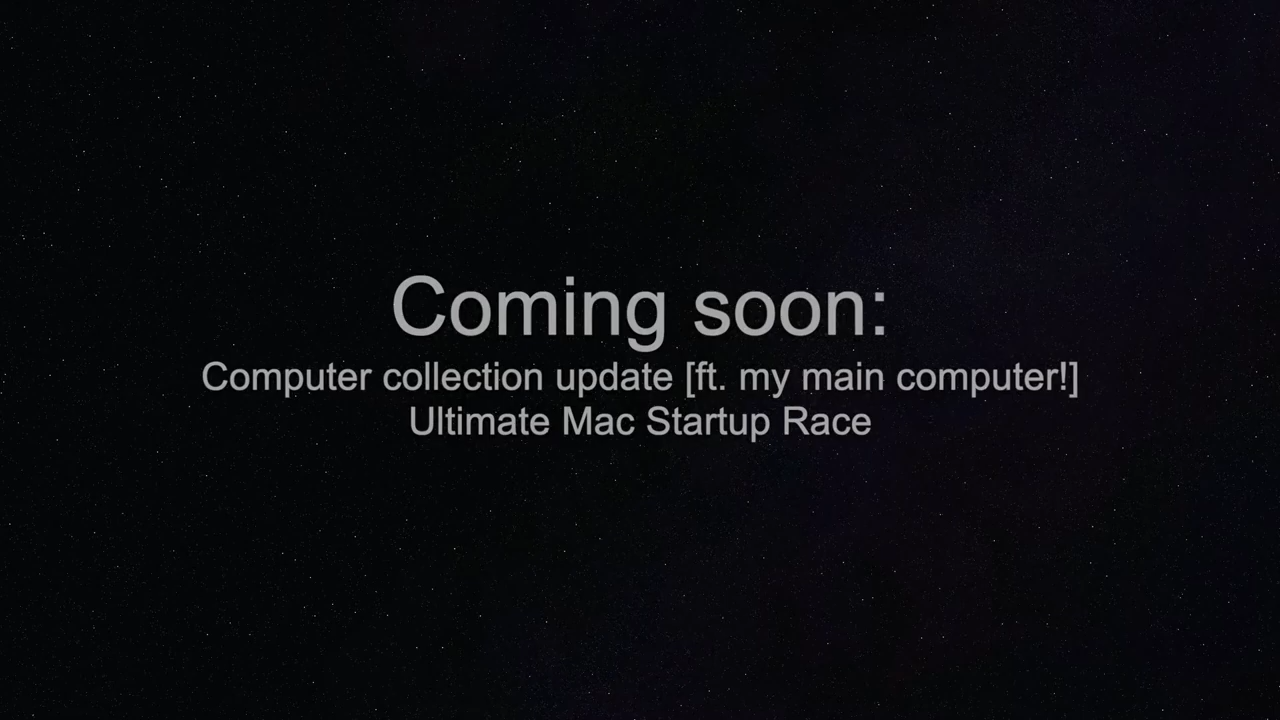 Coming soon:
Computer collection update [ft. my main computer!]
Ultimate Mac Startup Race